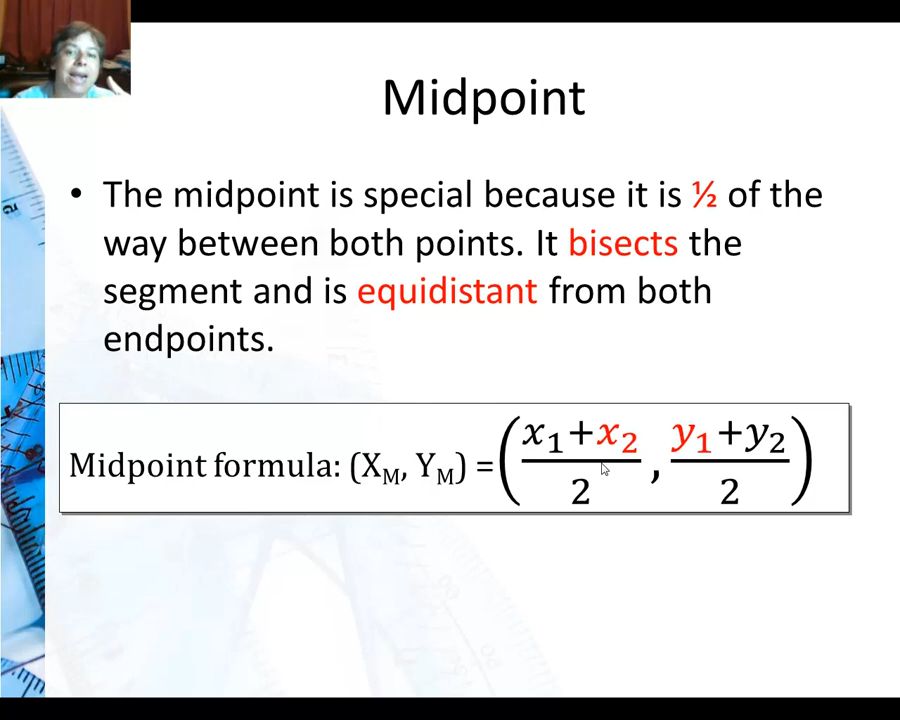 Midpoint
• The midpoint is special because it is ½ of the
way between both points. It bisects the
segment and is equidistant from both
endpoints.
Midpoint formula: (X_M, Y_M) = ( (x₁+x₂)/2 , (y₁+y₂)/2 )